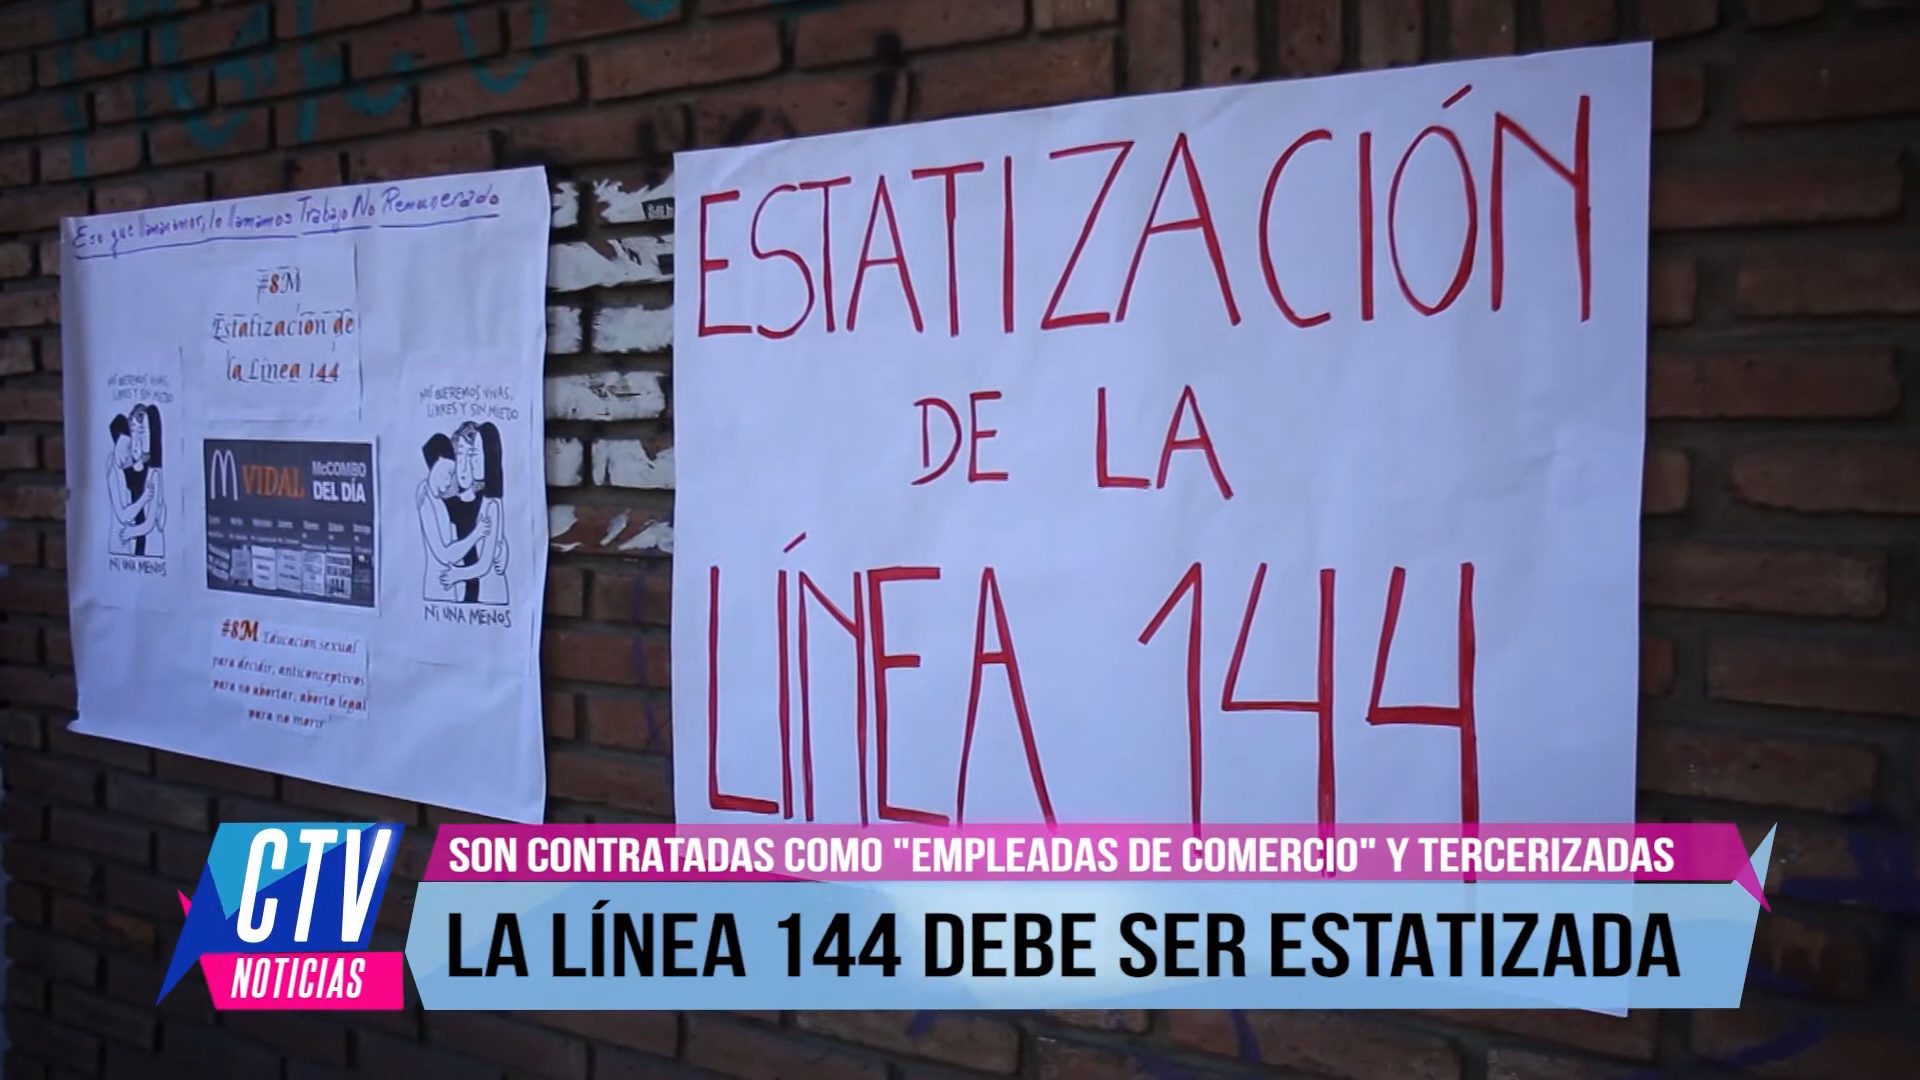 Eso que llaman amor, lo llamamos Trabajo No Remunerado
#8M
Estatización de
la Línea 144
NOS QUEREMOS VIVAS,
LIBRES Y SIN MIEDO
NI UNA MENOS
VIDAL
McCOMBO
DEL DÍA
NOS QUEREMOS VIVAS,
LIBRES Y SIN MIEDO
NI UNA MENOS
#8M Educación sexual
para decidir, anticonceptivos
para no abortar, aborto legal
para no morir
ESTATIZACIÓN
DE LA
LÍNEA 144
CTV
NOTICIAS
SON CONTRATADAS COMO "EMPLEADAS DE COMERCIO" Y TERCERIZADAS
LA LÍNEA 144 DEBE SER ESTATIZADA